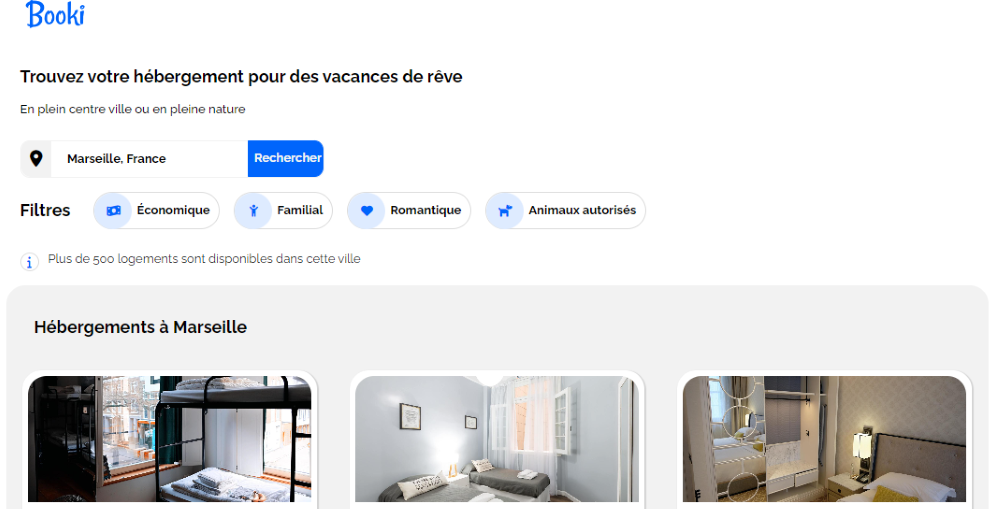 Booki
Trouvez votre hébergement pour des vacances de rêve
En plein centre ville ou en pleine nature
Marseille, France
Rechercher
Filtres
Économique
Familial
Romantique
Animaux autorisés
Plus de 500 logements sont disponibles dans cette ville
Hébergements à Marseille